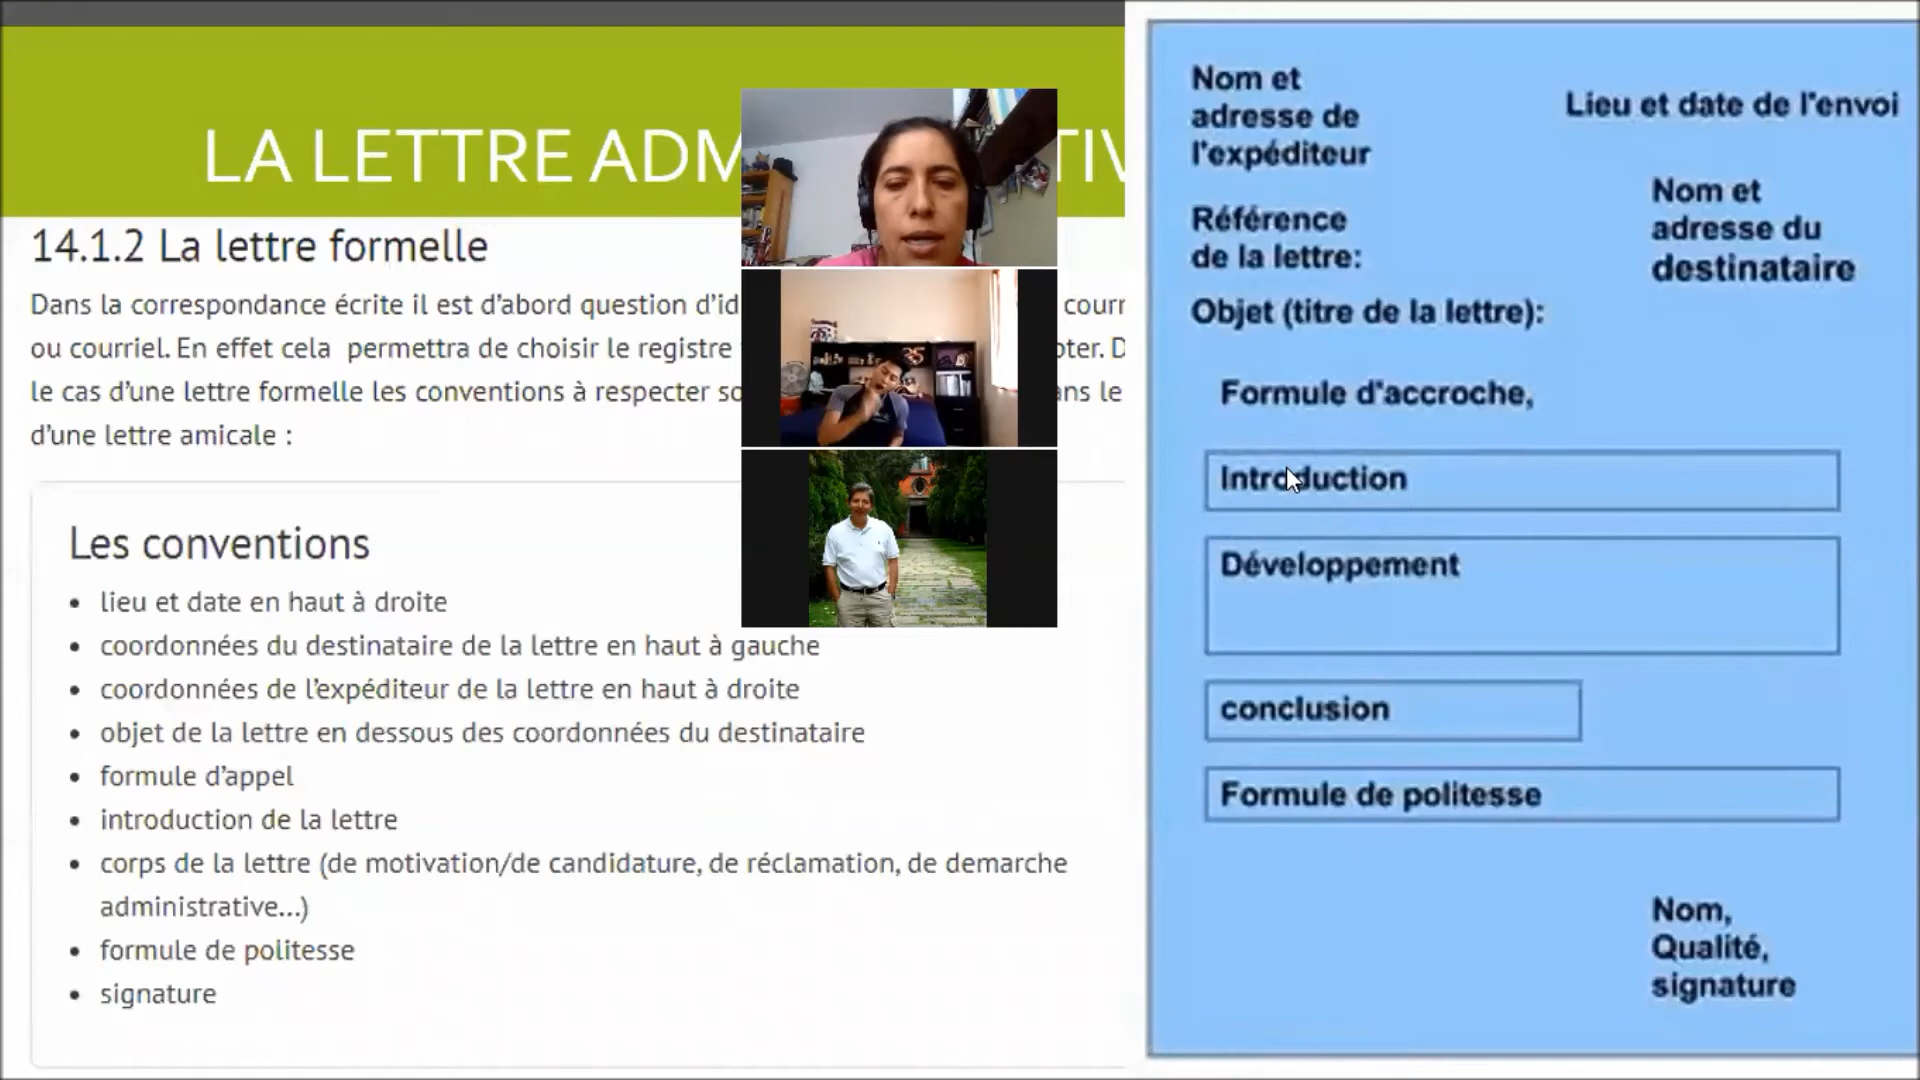 LA LETTRE ADM TIV
14.1.2 La lettre formelle
Dans la correspondance écrite il est d'abord question d'id courr
ou courriel. En effet cela permettra de choisir le registre pter. D
le cas d'une lettre formelle les conventions à respecter so ans le
d'une lettre amicale :
Les conventions
• lieu et date en haut à droite
• coordonnées du destinataire de la lettre en haut à gauche
• coordonnées de l'expéditeur de la lettre en haut à droite
• objet de la lettre en dessous des coordonnées du destinataire
• formule d'appel
• introduction de la lettre
• corps de la lettre (de motivation/de candidature, de réclamation, de demarche
administrative...)
• formule de politesse
• signature
Nom et
adresse de
l'expéditeur
Lieu et date de l'envoi
Référence
de la lettre:
Nom et
adresse du
destinataire
Objet (titre de la lettre):
Formule d'accroche,
Introduction
Développement
conclusion
Formule de politesse
Nom,
Qualité,
signature